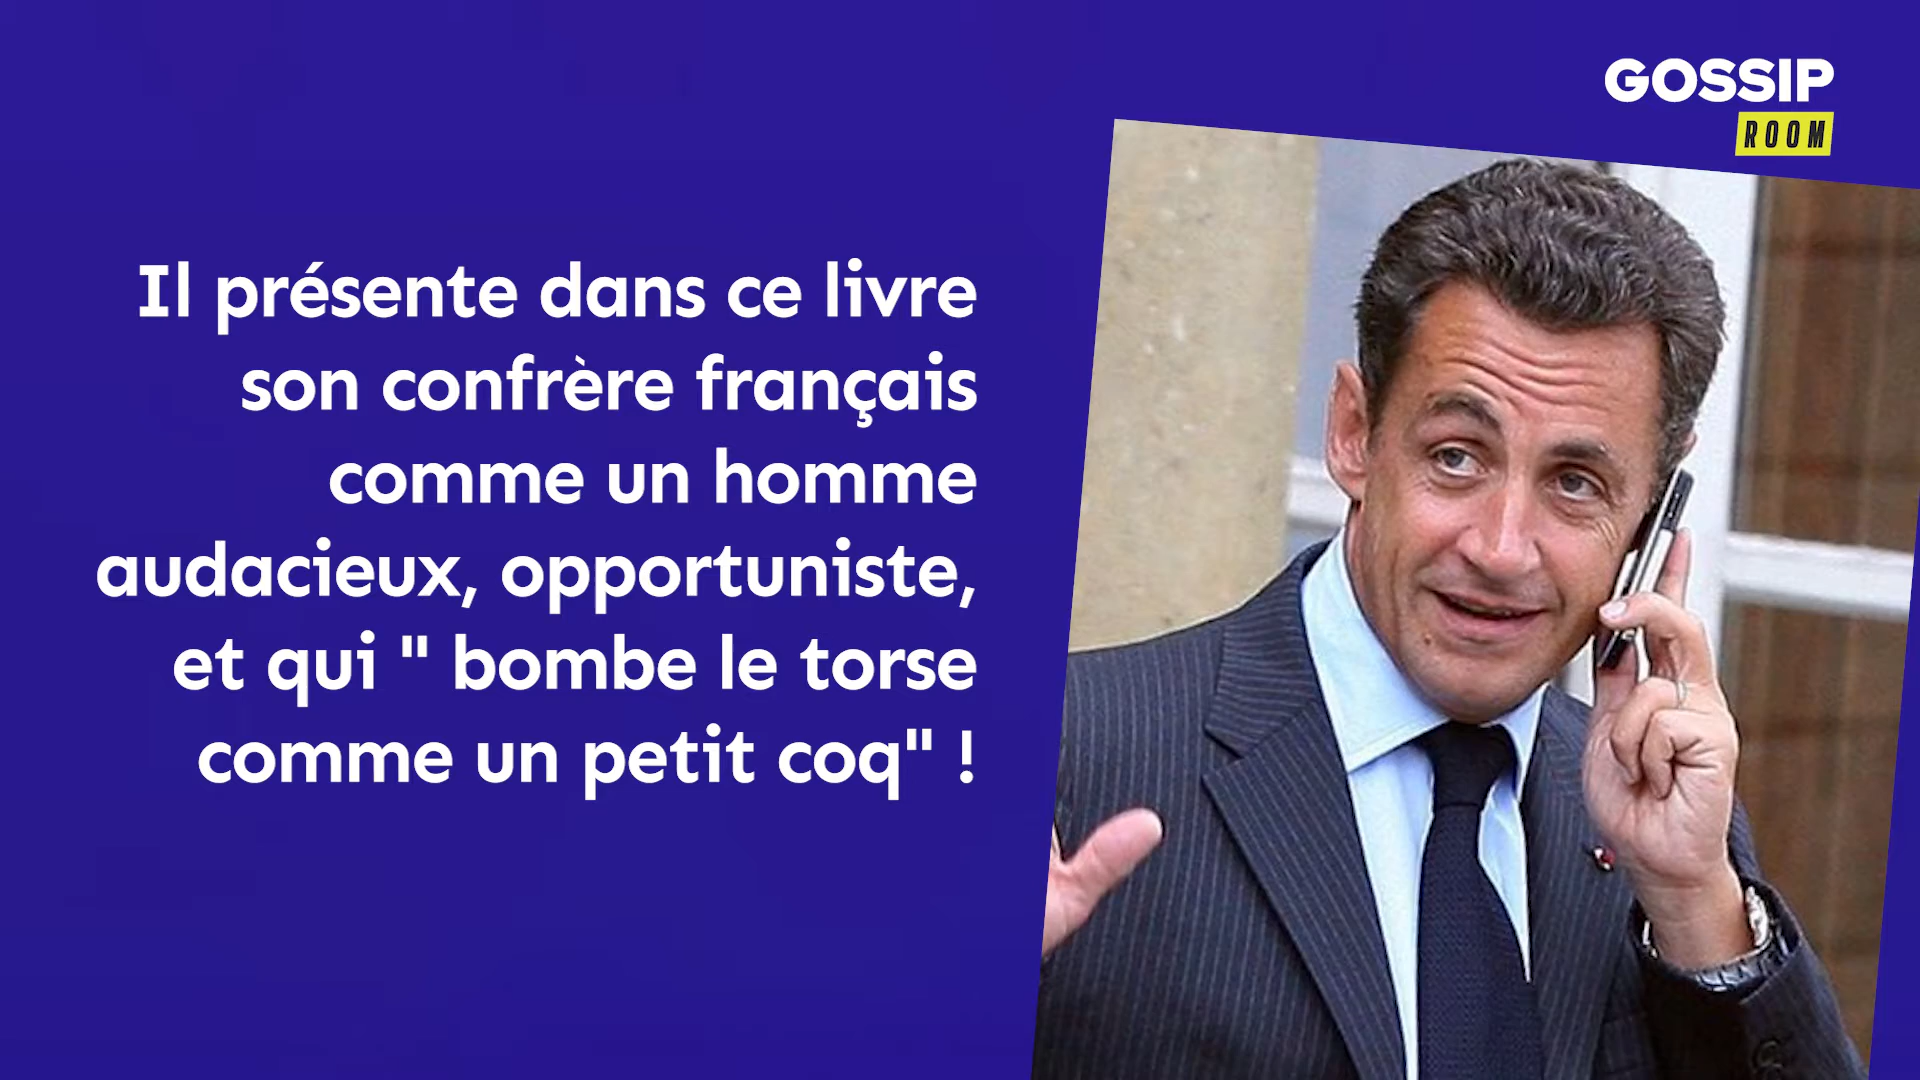 GOSSIP
ROOM
Il présente dans ce livre
son confrère français
comme un homme
audacieux, opportuniste,
et qui " bombe le torse
comme un petit coq" !